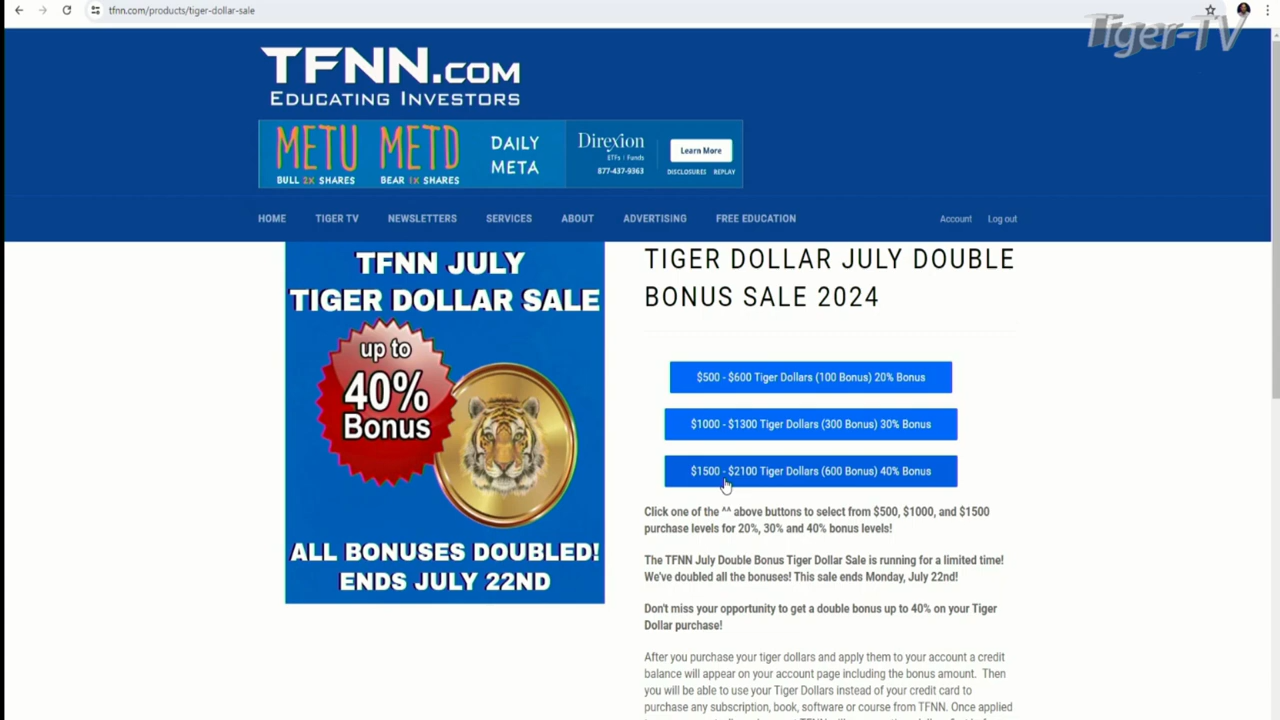 tfnn.com/products/tiger-dollar-sale
Tiger-TV
TFNN.COM
EDUCATING INVESTORS
METU METD
BULL 2X SHARES BEAR 1X SHARES
DAILY
META
Direxion
ETFs | Funds
877-437-9363
Learn More
DISCLOSURES REPLAY
HOME TIGER TV NEWSLETTERS SERVICES ABOUT ADVERTISING FREE EDUCATION Account Log out
TFNN JULY
TIGER DOLLAR SALE
up to
40%
Bonus
ALL BONUSES DOUBLED!
ENDS JULY 22ND
TIGER DOLLAR JULY DOUBLE
BONUS SALE 2024
$500 - $600 Tiger Dollars (100 Bonus) 20% Bonus
$1000 - $1300 Tiger Dollars (300 Bonus) 30% Bonus
$1500 - $2100 Tiger Dollars (600 Bonus) 40% Bonus
Click one of the ^^ above buttons to select from $500, $1000, and $1500
purchase levels for 20%, 30% and 40% bonus levels!
The TFNN July Double Bonus Tiger Dollar Sale is running for a limited time!
We've doubled all the bonuses! This sale ends Monday, July 22nd!
Don't miss your opportunity to get a double bonus up to 40% on your Tiger
Dollar purchase!
After you purchase your tiger dollars and apply them to your account a credit
balance will appear on your account page including the bonus amount. Then
you will be able to use your Tiger Dollars instead of your credit card to
purchase any subscription, book, software or course from TFNN. Once applied